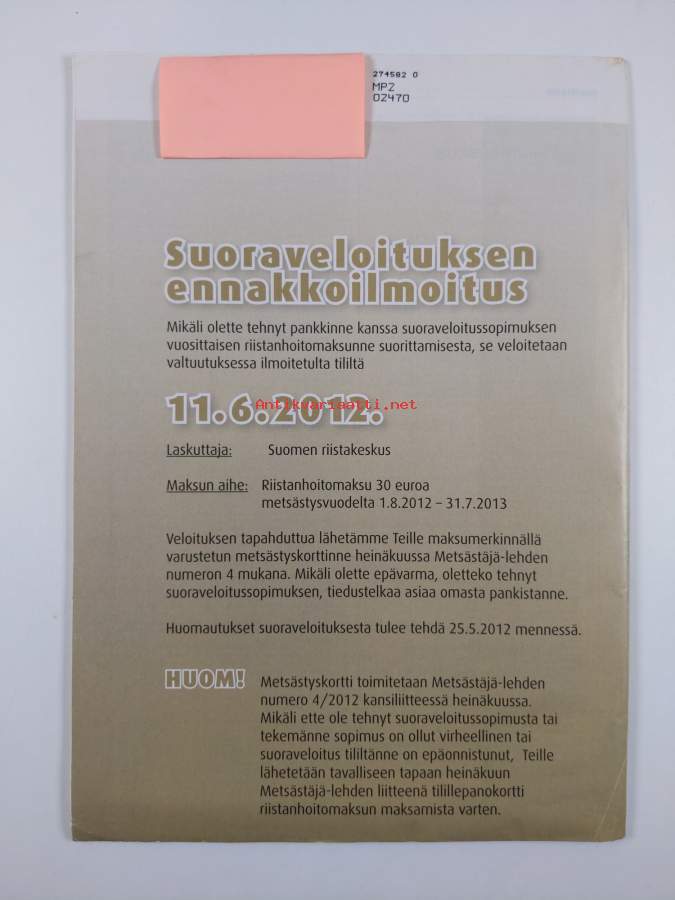 274582 0
MP2
02470
Suoraveloituksen
ennakkoilmoitus
Mikäli olette tehnyt pankkinne kanssa suoraveloitussopimuksen
vuosittaisen riistanhoitomaksunne suorittamisesta, se veloitetaan
valtuutuksessa ilmoitetulta tililtä
11.6.2012.
Antikvariaatti.net
Laskuttaja: Suomen riistakeskus
Maksun aihe: Riistanhoitomaksu 30 euroa
metsästysvuodelta 1.8.2012 – 31.7.2013
Veloituksen tapahduttua lähetämme Teille maksumerkinnällä
varustetun metsästyskorttinne heinäkuussa Metsästäjä-lehden
numeron 4 mukana. Mikäli olette epävarma, oletteko tehnyt
suoraveloitussopimuksen, tiedustelkaa asiaa omasta pankistanne.
Huomautukset suoraveloituksesta tulee tehdä 25.5.2012 mennessä.
HUOM! Metsästyskortti toimitetaan Metsästäjä-lehden
numero 4/2012 kansiliitteessä heinäkuussa.
Mikäli ette ole tehnyt suoraveloitussopimusta tai
tekemänne sopimus on ollut virheellinen tai
suoraveloitus tililtänne on epäonnistunut, Teille
lähetetään tavalliseen tapaan heinäkuun
Metsästäjä-lehden liitteenä tilillepanokortti
riistanhoitomaksun maksamista varten.